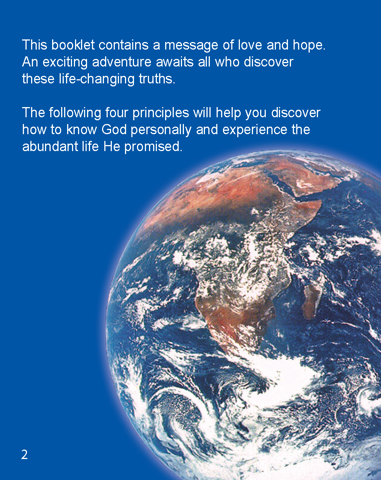 This booklet contains a message of love and hope.
An exciting adventure awaits all who discover
these life-changing truths.
The following four principles will help you discover
how to know God personally and experience the
abundant life He promised.
2